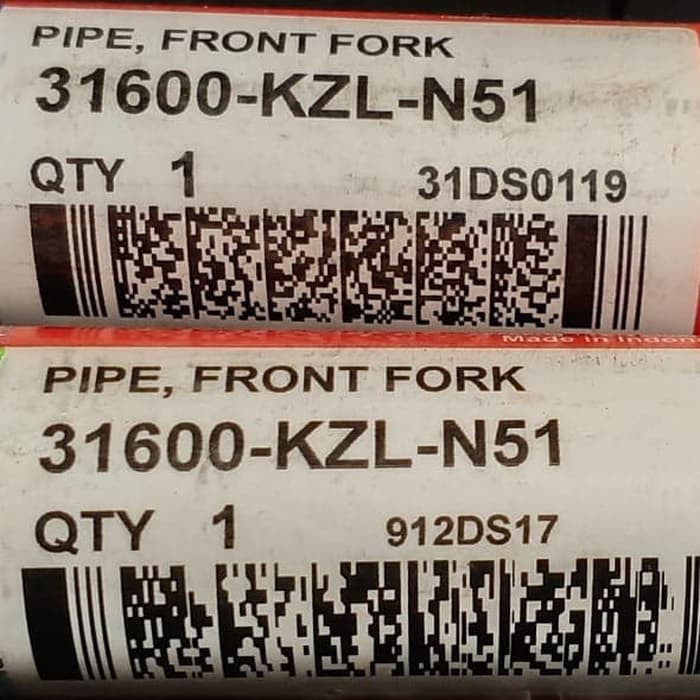 PIPE, FRONT FORK
31600-KZL-N51
QTY 1 31DS0119
Made in
PIPE, FRONT FORK
31600-KZL-N51
QTY 1 912DS17